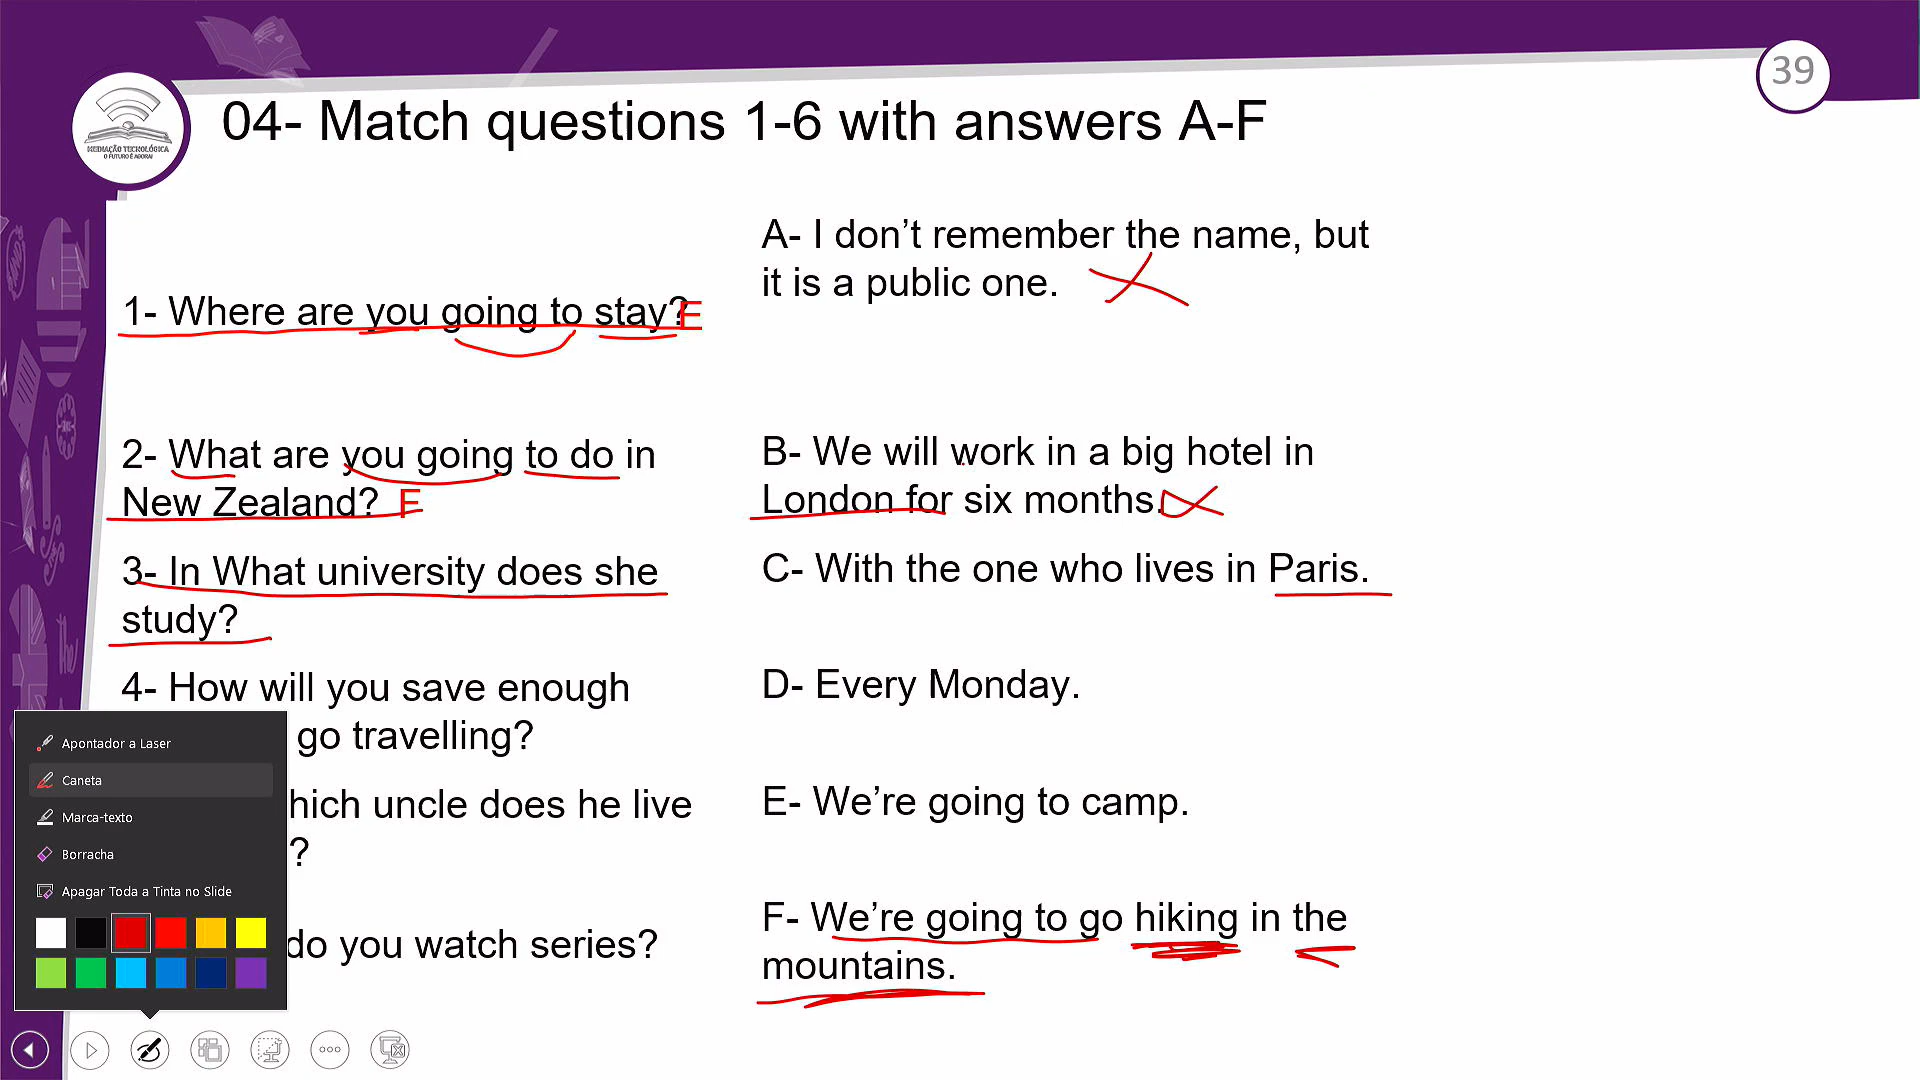 39
MEDIAÇÃO TECNOLÓGICA
O FUTURO É AGORA!
04- Match questions 1-6 with answers A-F
1- Where are you going to stay? E
2- What are you going to do in
New Zealand? F
3- In What university does she
study?
4- How will you save enough
go travelling?
hich uncle does he live
?
do you watch series?
A- I don’t remember the name, but
it is a public one.
B- We will work in a big hotel in
London for six months.
C- With the one who lives in Paris.
D- Every Monday.
E- We’re going to camp.
F- We’re going to go hiking in the
mountains.
Apontador a Laser
Caneta
Marca-texto
Borracha
Apagar Toda a Tinta no Slide